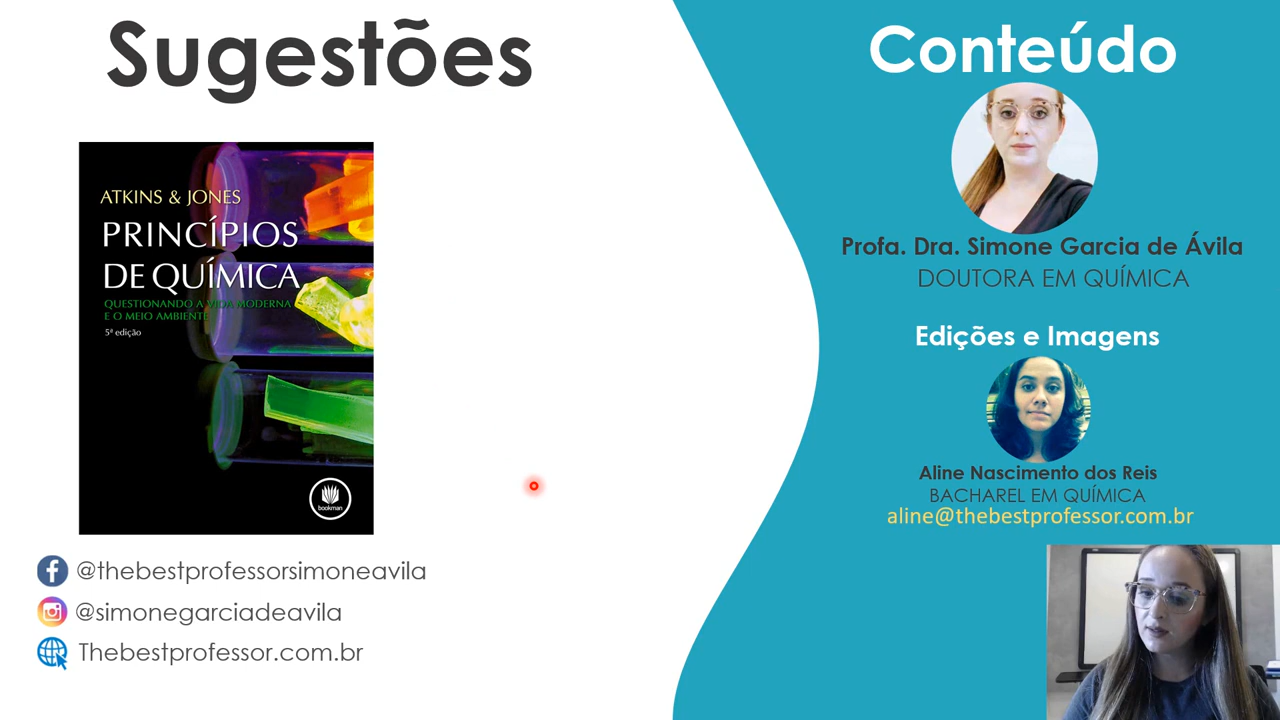 Sugestões
ATKINS & JONES
PRINCÍPIOS
DE QUÍMICA
QUESTIONANDO A VIDA MODERNA
E O MEIO AMBIENTE
5ª edição
bookman
@thebestprofessorsimoneavila
@simonegarciadeavila
Thebestprofessor.com.br
Conteúdo
Profa. Dra. Simone Garcia de Ávila
DOUTORA EM QUÍMICA
Edições e Imagens
Aline Nascimento dos Reis
BACHAREL EM QUÍMICA
aline@thebestprofessor.com.br